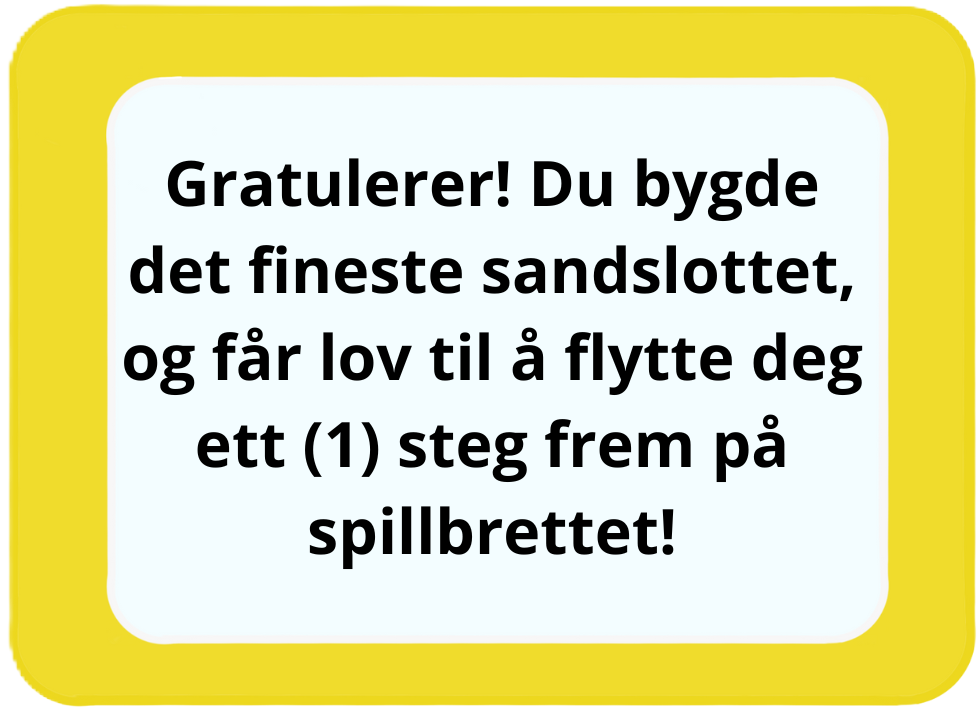 Gratulerer! Du bygde
det fineste sandslottet,
og får lov til å flytte deg
ett (1) steg frem på
spillbrettet!